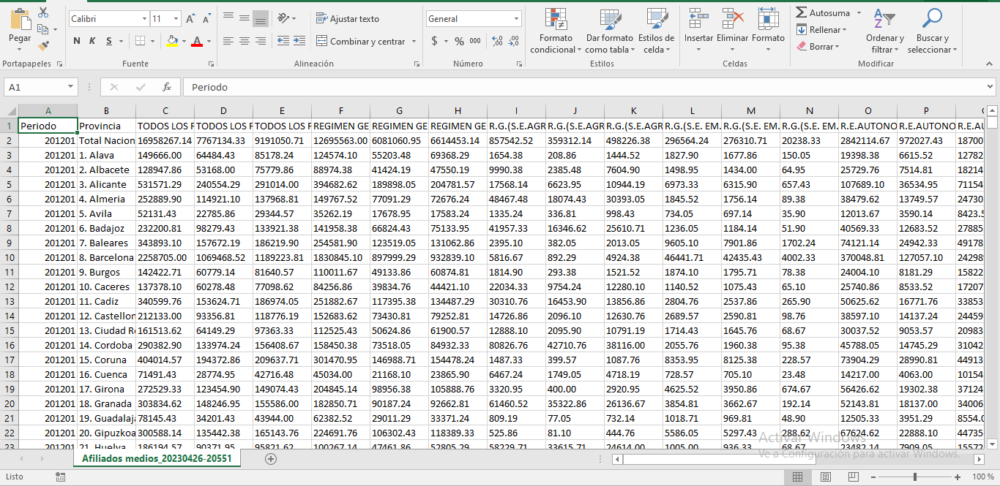 Pegar
Portapapeles
Calibri 11
N K S
Fuente
Ajustar texto
Combinar y centrar
Alineación
General
$ % 000
Número
Formato condicional
Dar formato como tabla
Estilos de celda
Estilos
Insertar Eliminar Formato
Celdas
Autosuma
Rellenar
Borrar
Ordenar y filtrar
Buscar y seleccionar
Modificar
A1 fx Periodo
A B C D E F G H I J K L M N O P
1 Periodo Provincia TODOS LOS TODOS LOS TODOS LOS REGIMEN GE REGIMEN GE REGIMEN GE R.G.(S.E.AGR R.G.(S.E.AGR R.G.(S.E.AGR R.G.(S.E. EM. R.G.(S.E. EM. R.G.(S.E. EM. R.E.AUTONO R.E.AUTONO R.E.AU
2 201201 Total Nacion 16958267.14 7767134.33 9191050.71 12695563.00 6081060.95 6614453.14 857542.52 359312.14 498226.38 296564.24 276310.71 20238.33 2842114.67 972027.43 18700
3 201201 1. Alava 149666.00 64484.43 85178.24 124574.10 55203.48 69368.29 1654.38 208.86 1444.52 1827.90 1677.86 150.05 19398.38 6615.52 12782
4 201201 2. Albacete 128947.86 53168.00 75779.86 88974.38 41424.19 47550.19 9990.38 2385.48 7604.90 1498.95 1434.00 64.95 25729.76 7514.81 18214
5 201201 3. Alicante 531571.29 240554.29 291014.00 394682.62 189898.05 204781.57 17568.14 6623.95 10944.19 6973.33 6315.90 657.43 107689.10 36534.95 71154
6 201201 4. Almeria 252889.90 114921.10 137968.81 149767.52 77091.29 72676.24 48467.48 18074.43 30393.05 1845.52 1756.14 89.38 38479.62 13749.57 24730
7 201201 5. Avila 52131.43 22785.86 29344.57 35262.19 17678.95 17583.24 1335.24 336.81 998.43 734.05 697.14 35.90 12013.67 3590.14 8423.5
8 201201 6. Badajoz 232200.81 98279.43 133921.38 141958.38 66824.43 75133.95 41957.33 16346.62 25610.71 1236.05 1184.14 51.90 40569.33 12683.52 27885
9 201201 7. Baleares 343893.10 157672.19 186219.90 254581.90 123519.05 131062.86 2395.10 382.05 2013.05 9605.10 7901.86 1702.24 74121.14 24942.33 49178
10 201201 8. Barcelona 2258705.00 1069468.52 1189223.81 1830845.10 897999.29 932839.10 5816.67 892.29 4924.38 46441.71 42435.43 4002.33 370048.81 127057.10 24298
11 201201 9. Burgos 142422.71 60779.14 81640.57 110011.67 49133.86 60874.81 1814.90 293.38 1521.52 1874.10 1795.71 78.38 24004.10 8181.29 15822
12 201201 10. Caceres 137378.10 60278.48 77098.62 84256.86 39834.76 44421.10 22034.33 9754.24 12280.10 1140.52 1075.43 65.10 25740.86 8533.52 17207
13 201201 11. Cadiz 340599.76 153624.71 186974.05 251882.67 117395.38 134487.29 30310.76 16453.90 13856.86 2804.76 2537.86 265.90 50625.62 16771.76 33853
14 201201 12. Castellon 212133.00 93356.81 118776.19 152683.62 73430.81 79252.81 14726.86 2096.10 12630.76 2689.57 2590.81 98.76 38597.10 14137.24 24459
15 201201 13. Ciudad R 161513.62 64149.29 97363.33 112525.43 50624.86 61900.57 12888.10 2095.90 10791.19 1714.43 1645.76 68.67 30037.52 9053.57 20983
16 201201 14. Cordoba 290382.90 133974.24 156408.67 158450.38 73518.05 84932.33 80826.76 42710.76 38116.00 2055.76 1960.38 95.38 45788.05 14745.29 31042
17 201201 15. Coruna 404014.57 194372.86 209637.71 301470.95 146988.71 154478.24 1487.33 399.57 1087.76 8353.95 8125.38 228.57 73904.29 28990.81 44913
18 201201 16. Cuenca 71491.43 28774.95 42716.48 45034.00 21168.10 23865.90 6467.24 1749.05 4718.19 728.57 705.10 23.48 14217.00 4063.00 10154
19 201201 17. Girona 272529.33 123454.90 149074.43 204845.14 98956.38 105888.76 3320.95 400.00 2920.95 4625.52 3950.86 674.67 56426.62 19302.38 37124
20 201201 18. Granada 303834.62 148246.95 155586.00 182850.71 90187.24 92662.81 61460.52 35322.86 26136.67 3854.81 3662.67 192.14 52143.81 18137.00 34006
21 201201 19. Guadalaj 78145.43 34201.43 43944.00 62382.52 29011.29 33371.24 809.19 77.05 732.14 1018.71 969.81 48.90 12505.33 3951.29 8554.0
22 201201 20. Gipuzkoa 300588.14 135442.38 165143.76 224691.76 106302.43 118389.33 525.86 81.10 444.76 5586.05 5297.43 288.62 67624.62 22888.10 44735
23 201201 21. Huelva 186194.57 90371.95 95821.62 100267.14 47461.86 52805.29 58229.71 33615.71 24614.00 1005.00 936.33 68.67 23482.14 7909.05 15572
Activar Windows
Ve a Configuración para activar Windows.
Afiliados medios_20230426-20551
Listo 100 %